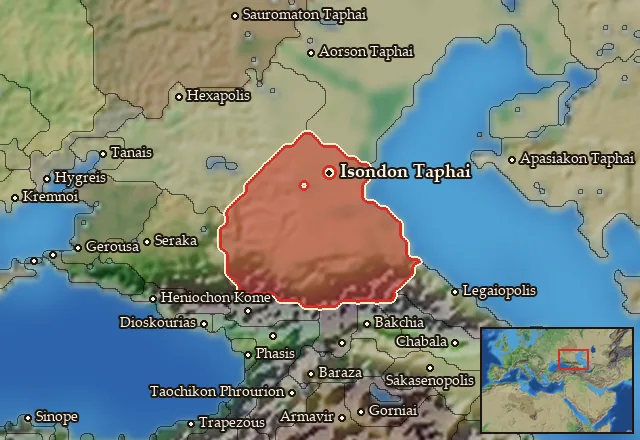 Sauromaton Taphai
Aorson Taphai
Hexapolis
Tanais
Apasiakon Taphai
Isondon Taphai
Hygreis
Kremnoi
Seraka
Gerousa
Legaiopolis
Heniochon Kome
Dioskourias
Bakchia
Chabala
Phasis
Baraza
Sakasenopolis
Taochikon Phrourion
Gorniai
Armavir
Sinope
Trapezous